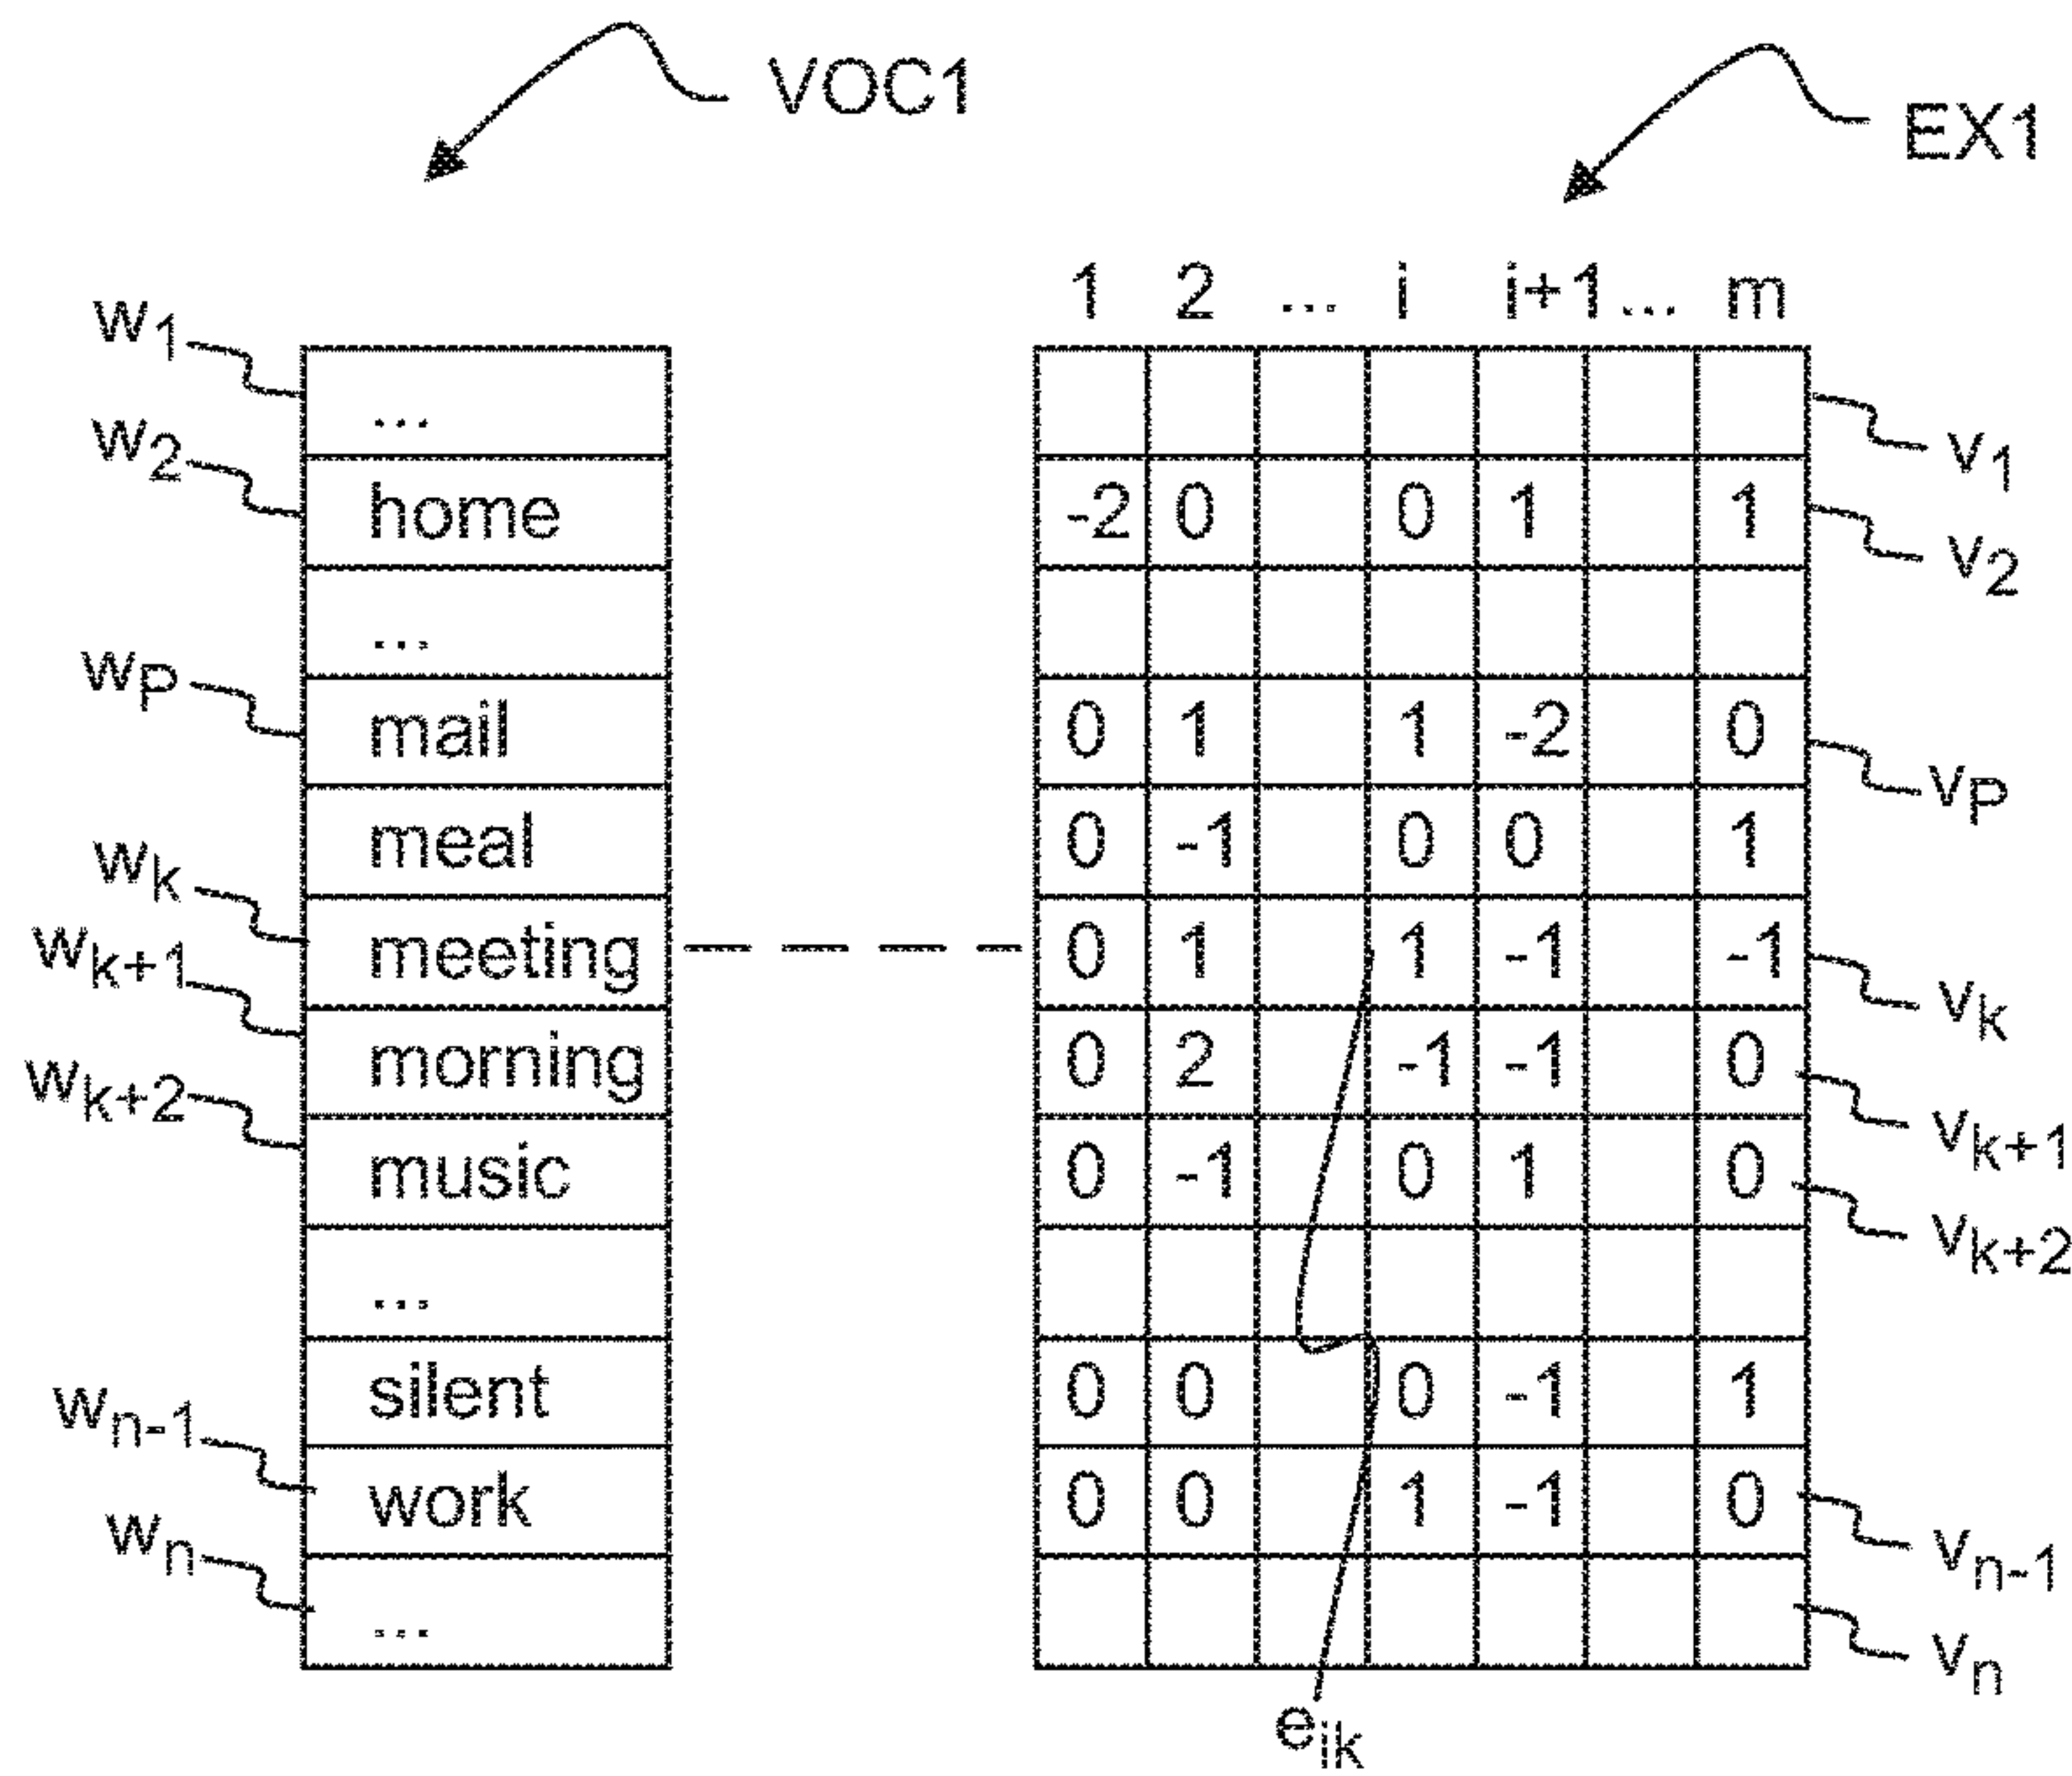 VOC1
EX1
1 2 ... i i+1 ... m
w1 ... v1
w2 home -2 0 0 1 1 v2
...
wP mail 0 1 1 -2 0 vP
meal 0 -1 0 0 1
wk meeting 0 1 1 -1 -1 vk
wk+1 morning 0 2 -1 -1 0 vk+1
wk+2 music 0 -1 0 1 0 vk+2
...
silent 0 0 0 -1 1
wn-1 work 0 0 1 -1 0 vn-1
wn ... vn
eik